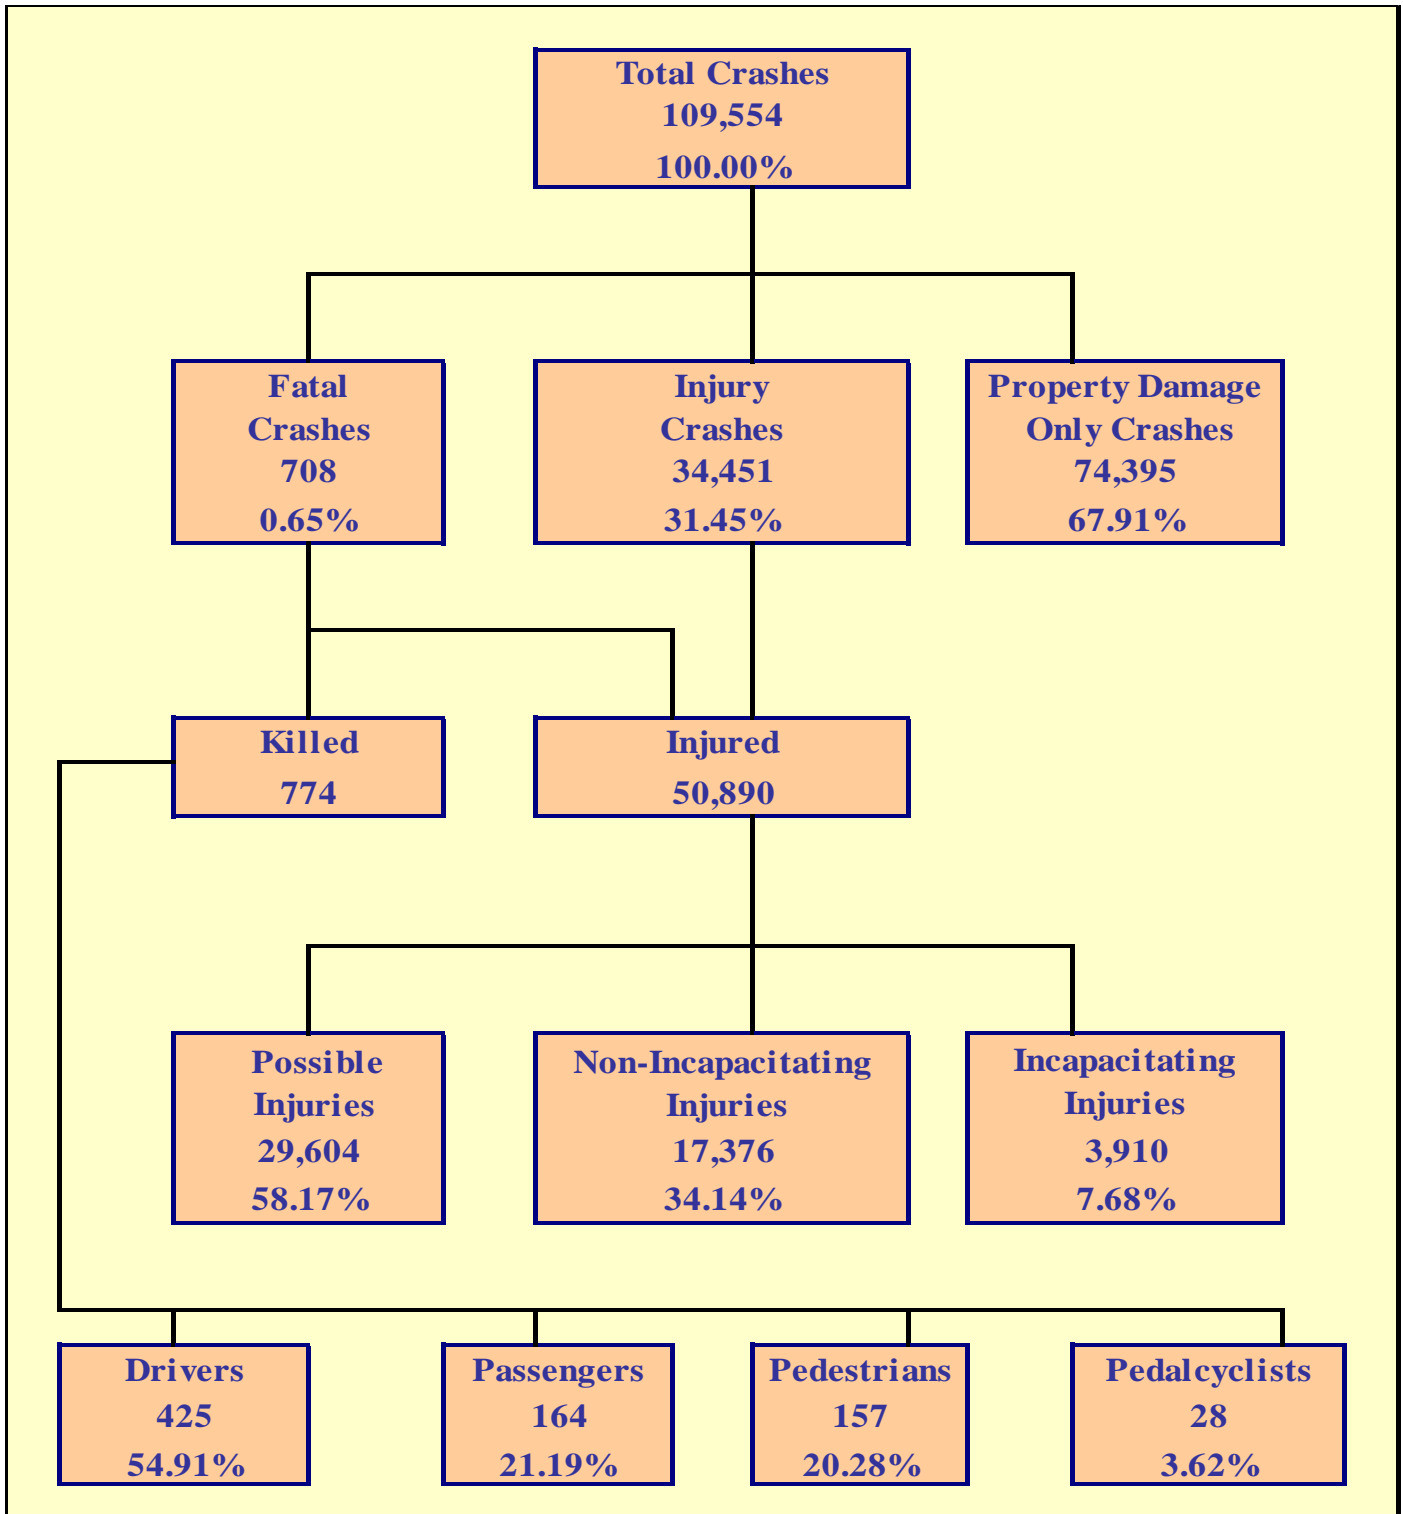 Total Crashes
109,554
100.00%
Fatal
Crashes
708
0.65%
Injury
Crashes
34,451
31.45%
Property Damage
Only Crashes
74,395
67.91%
Killed
774
Injured
50,890
Possible
Injuries
29,604
58.17%
Non-Incapacitating
Injuries
17,376
34.14%
Incapacitating
Injuries
3,910
7.68%
Drivers
425
54.91%
Passengers
164
21.19%
Pedestrians
157
20.28%
Pedalcyclists
28
3.62%